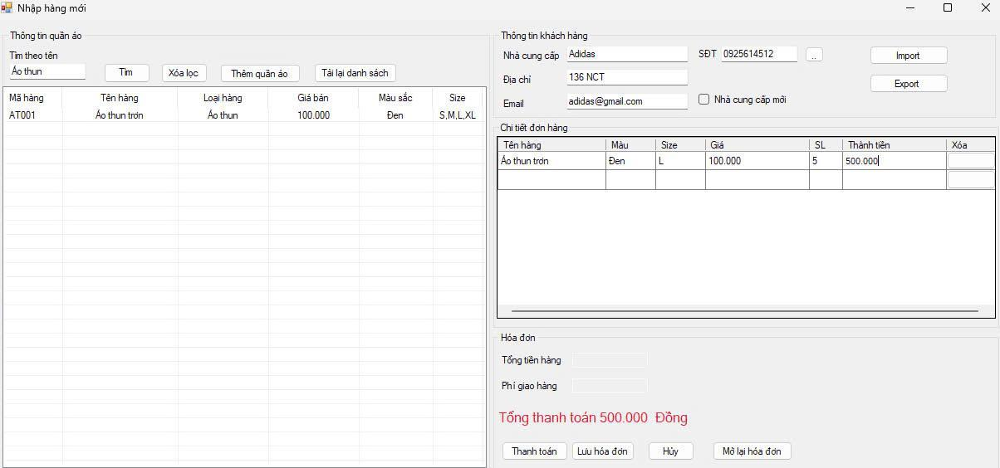 Nhập hàng mới
Thông tin quần áo
Tìm theo tên
Áo thun Tìm Xóa lọc Thêm quần áo Tải lại danh sách
Mã hàng Tên hàng Loại hàng Giá bán Màu sắc Size
AT001 Áo thun trơn Áo thun 100.000 Đen S,M,L,XL
Thông tin khách hàng
Nhà cung cấp Adidas SĐT 0925614512 .. Import
Địa chỉ 136 NCT Export
Email adidas@gmail.com Nhà cung cấp mới
Chi tiết đơn hàng
Tên hàng Màu Size Giá SL Thành tiền Xóa
Áo thun trơn Đen L 100.000 5 500.000
Hóa đơn
Tổng tiền hàng
Phí giao hàng
Tổng thanh toán 500.000 Đồng
Thanh toán Lưu hóa đơn Hủy Mở lại hóa đơn